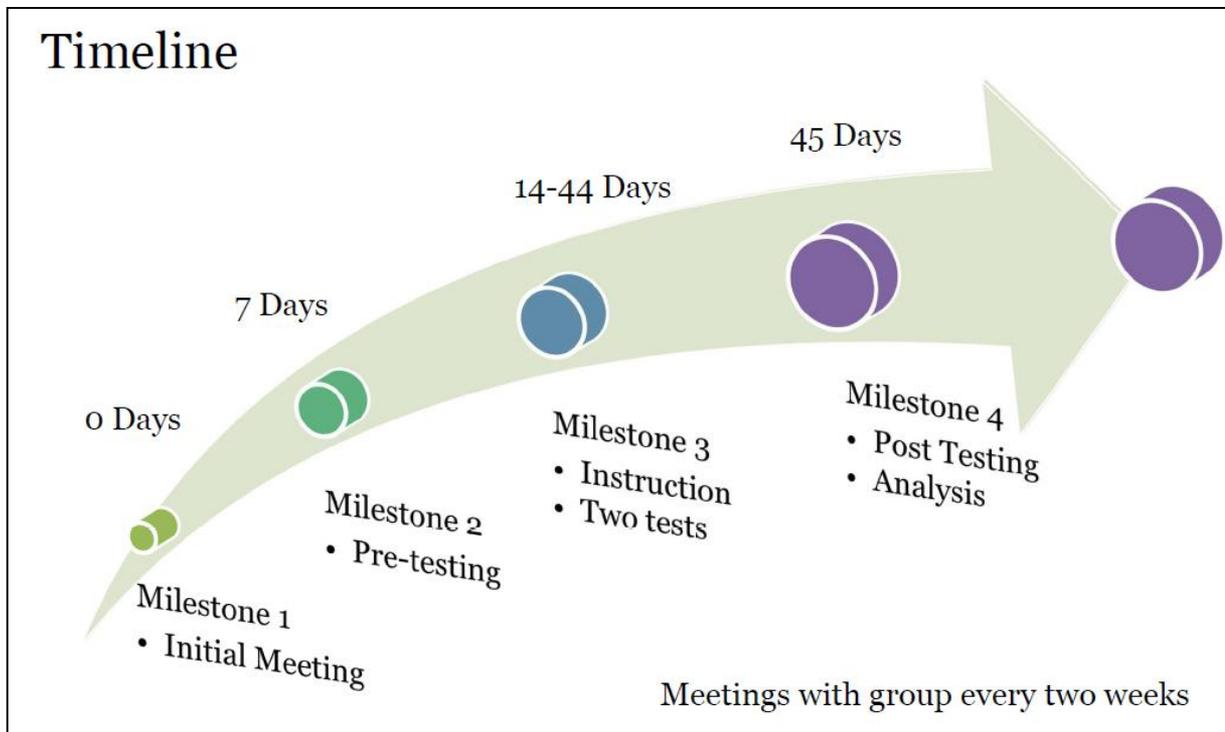 Timeline
0 Days
Milestone 1
• Initial Meeting
7 Days
Milestone 2
• Pre-testing
14-44 Days
Milestone 3
• Instruction
• Two tests
45 Days
Milestone 4
• Post Testing
• Analysis
Meetings with group every two weeks